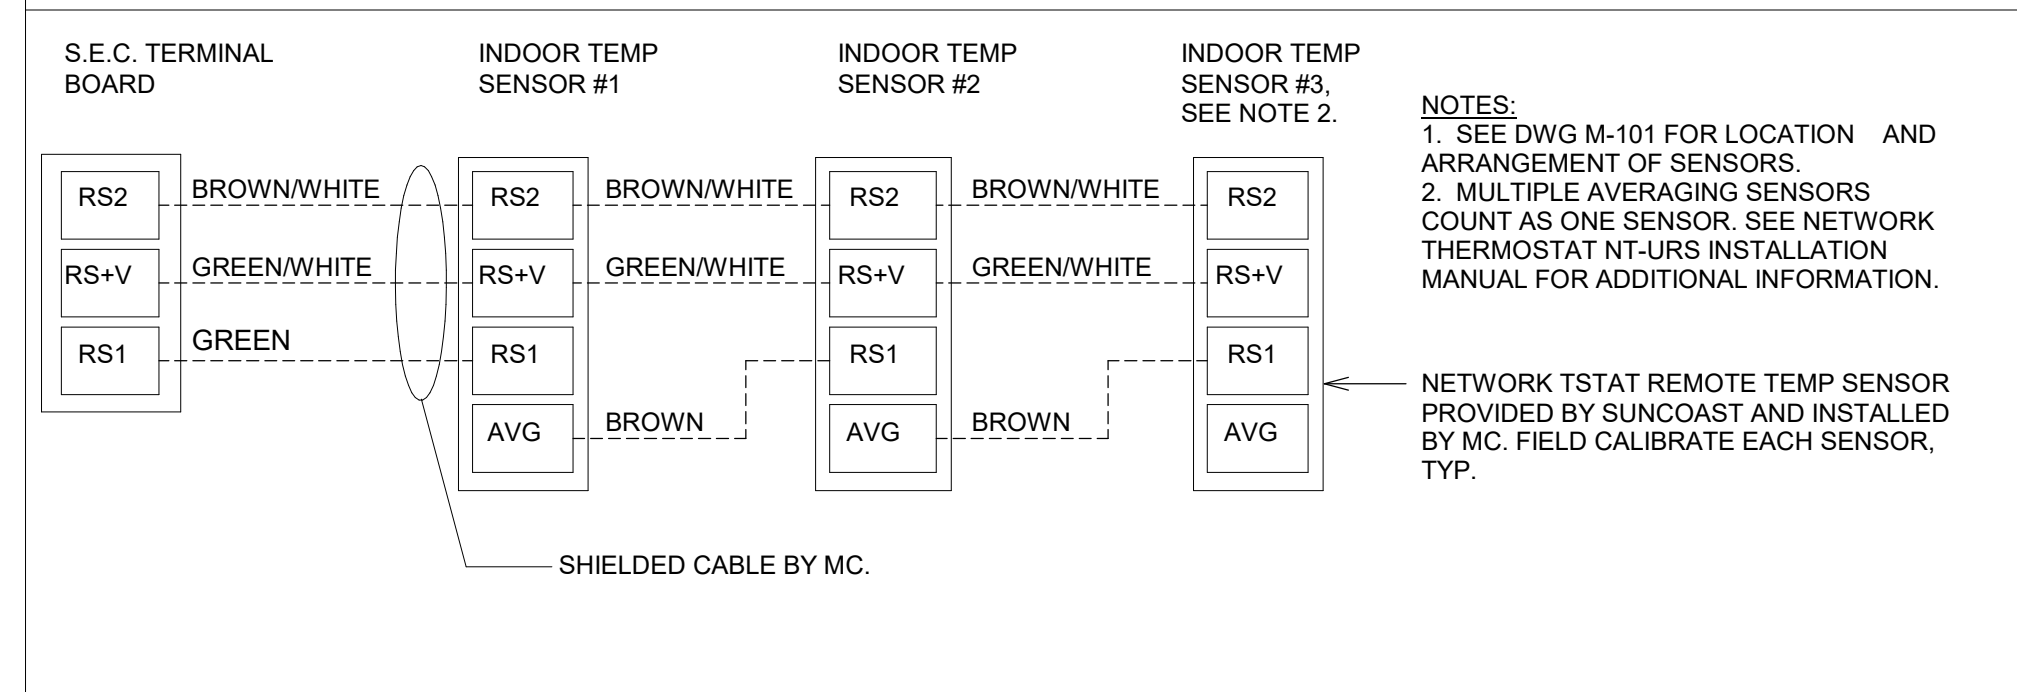 S.E.C. TERMINAL
BOARD
INDOOR TEMP
SENSOR #1
INDOOR TEMP
SENSOR #2
INDOOR TEMP
SENSOR #3,
SEE NOTE 2.
RS2
BROWN/WHITE
RS2
BROWN/WHITE
RS2
BROWN/WHITE
RS2
RS+V
GREEN/WHITE
RS+V
GREEN/WHITE
RS+V
GREEN/WHITE
RS+V
RS1
GREEN
RS1
RS1
RS1
AVG
BROWN
AVG
BROWN
AVG
SHIELDED CABLE BY MC.
NOTES:
1. SEE DWG M-101 FOR LOCATION AND
ARRANGEMENT OF SENSORS.
2. MULTIPLE AVERAGING SENSORS
COUNT AS ONE SENSOR. SEE NETWORK
THERMOSTAT NT-URS INSTALLATION
MANUAL FOR ADDITIONAL INFORMATION.
NETWORK TSTAT REMOTE TEMP SENSOR
PROVIDED BY SUNCOAST AND INSTALLED
BY MC. FIELD CALIBRATE EACH SENSOR,
TYP.